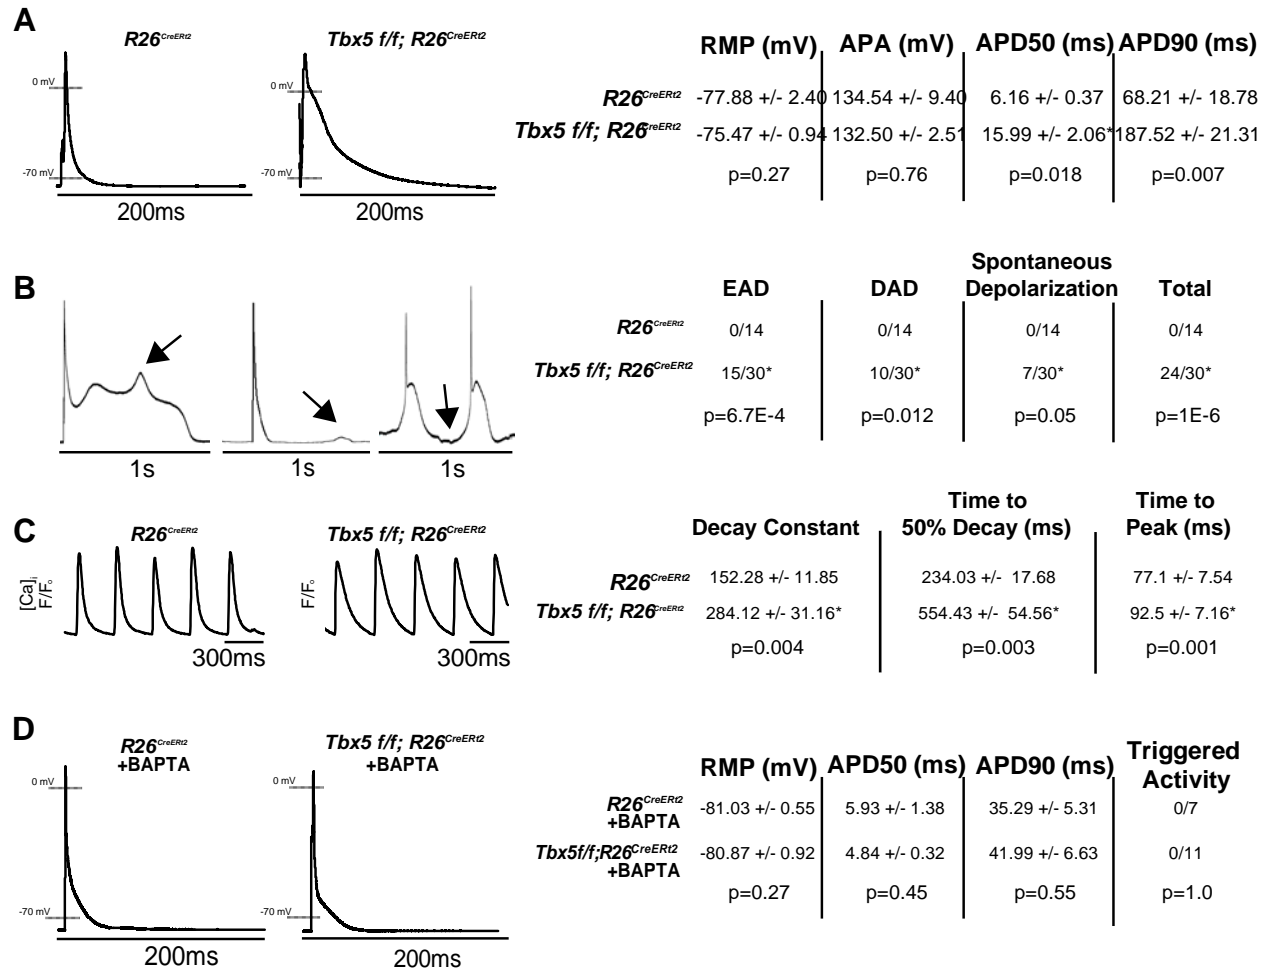 A
R26CreERt2
Tbx5 f/f; R26CreERt2
0 mV
-70 mV
200ms
0 mV
-70 mV
200ms
RMP (mV) APA (mV) APD50 (ms) APD90 (ms)
R26CreERt2 -77.88 +/- 2.40 134.54 +/- 9.40 6.16 +/- 0.37 68.21 +/- 18.78
Tbx5 f/f; R26CreERt2 -75.47 +/- 0.94 132.50 +/- 2.51 15.99 +/- 2.06* 187.52 +/- 21.31
p=0.27 p=0.76 p=0.018 p=0.007
B
1s
1s
1s
Spontaneous
EAD DAD Depolarization Total
R26CreERt2 0/14 0/14 0/14 0/14
Tbx5 f/f; R26CreERt2 15/30* 10/30* 7/30* 24/30*
p=6.7E-4 p=0.012 p=0.05 p=1E-6
C
R26CreERt2
Tbx5 f/f; R26CreERt2
[Ca]i
F/Fo
300ms
F/Fo
300ms
Time to Time to
Decay Constant 50% Decay (ms) Peak (ms)
R26CreERt2 152.28 +/- 11.85 234.03 +/- 17.68 77.1 +/- 7.54
Tbx5 f/f; R26CreERt2 284.12 +/- 31.16* 554.43 +/- 54.56* 92.5 +/- 7.16*
p=0.004 p=0.003 p=0.001
D
R26CreERt2
+BAPTA
Tbx5 f/f; R26CreERt2
+BAPTA
0 mV
-70 mV
200ms
0 mV
-70 mV
200ms
Triggered
RMP (mV) APD50 (ms) APD90 (ms) Activity
R26CreERt2 -81.03 +/- 0.55 5.93 +/- 1.38 35.29 +/- 5.31 0/7
+BAPTA
Tbx5f/f;R26CreERt2 -80.87 +/- 0.92 4.84 +/- 0.32 41.99 +/- 6.63 0/11
+BAPTA
p=0.27 p=0.45 p=0.55 p=1.0